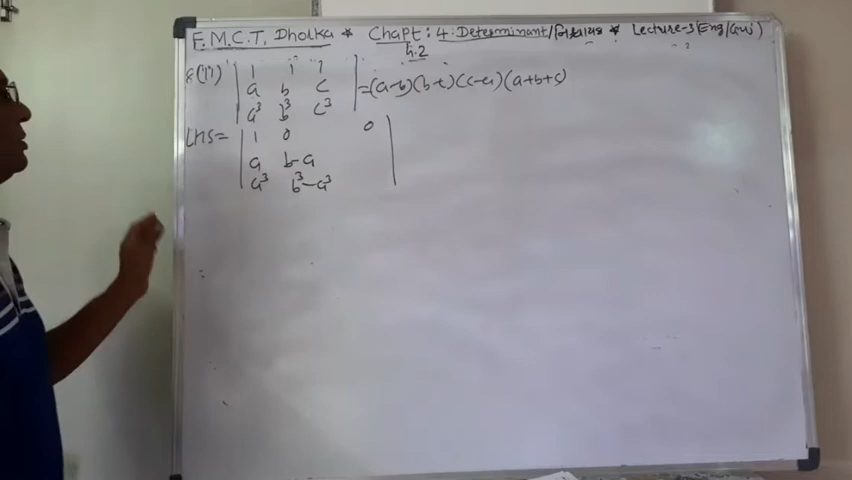 F.M.C.T. Dholka * Chapt: 4. Determinant/નિશ્ચાયક * Lecture-3(Eng/Guj)
4.2
8(ii) | 1 1 1 |
| a b c | = (a-b)(b-c)(c-a)(a+b+c)
| a³ b³ c³ |
LHS = | 1 0 0 |
| a b-a |
| a³ b³-a³ |